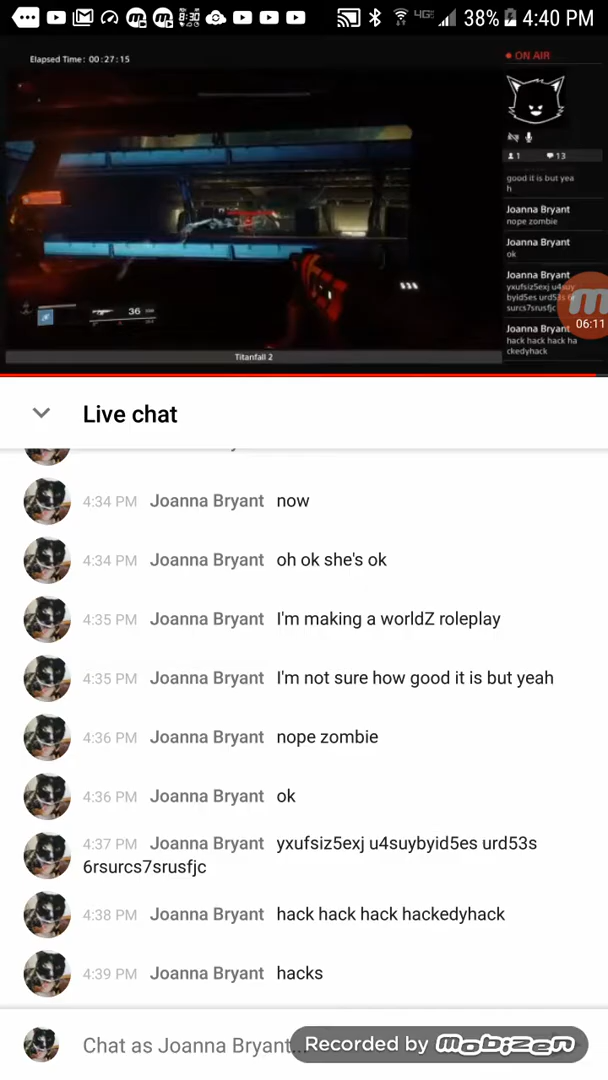 8:30
4G
38%
4:40 PM
Elapsed Time: 00:27:15
ON AIR
1
13
good it is but yea
h
Joanna Bryant
nope zombie
Joanna Bryant
ok
Joanna Bryant
yxufsiz5exj u4suy
byid5es urd53s 6r
surcs7srusfjc
Joanna Bryant
hack hack hack ha
ckedyhack
06:11
36
Titanfall 2
Live chat
4:34 PM Joanna Bryant now
4:34 PM Joanna Bryant oh ok she's ok
4:35 PM Joanna Bryant I'm making a worldZ roleplay
4:35 PM Joanna Bryant I'm not sure how good it is but yeah
4:36 PM Joanna Bryant nope zombie
4:36 PM Joanna Bryant ok
4:37 PM Joanna Bryant yxufsiz5exj u4suybyid5es urd53s
6rsurcs7srusfjc
4:38 PM Joanna Bryant hack hack hack hackedyhack
4:39 PM Joanna Bryant hacks
Chat as Joanna Bryant...
Recorded by mobizen